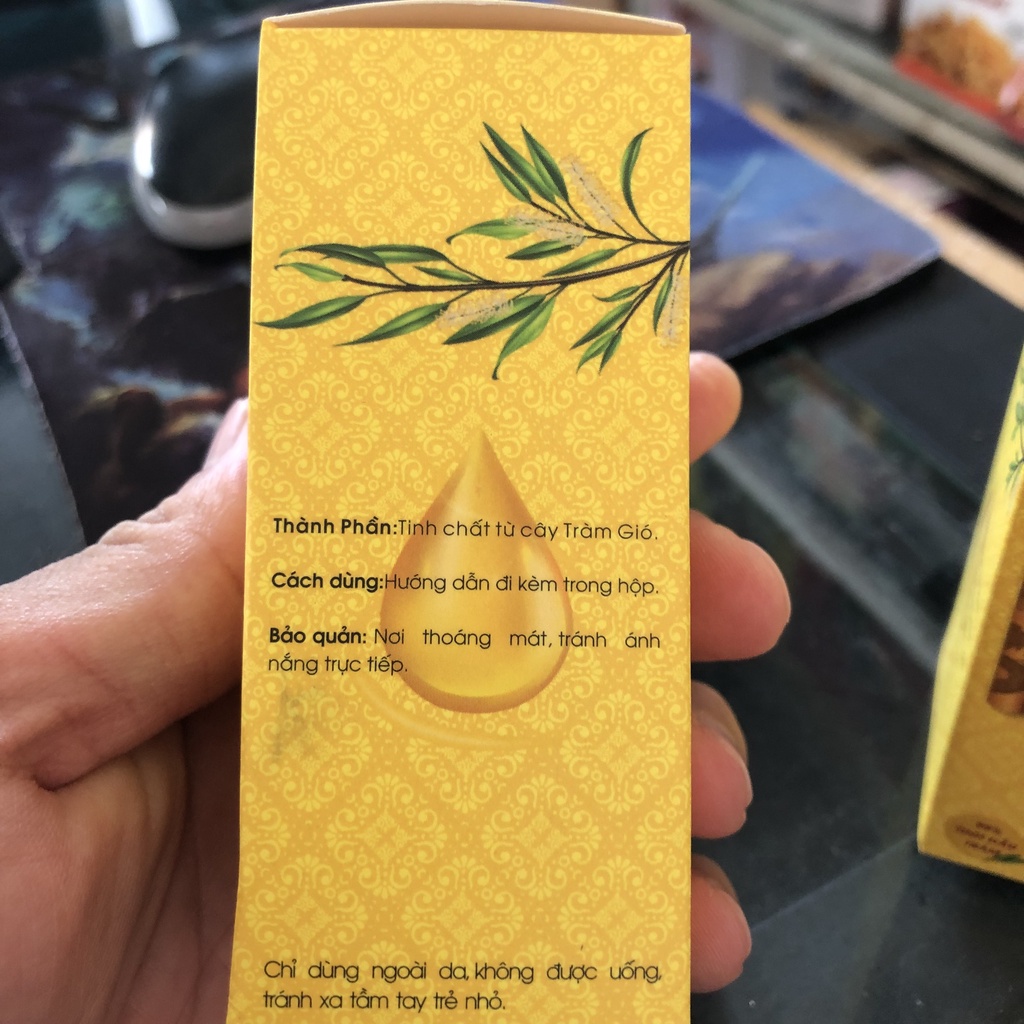 Thành Phần:Tinh chất từ cây Tràm Gió.
Cách dùng:Hướng dẫn đi kèm trong hộp.
Bảo quản: Nơi thoáng mát, tránh ánh
nắng trực tiếp.
Chỉ dùng ngoài da, không được uống,
tránh xa tầm tay trẻ nhỏ.